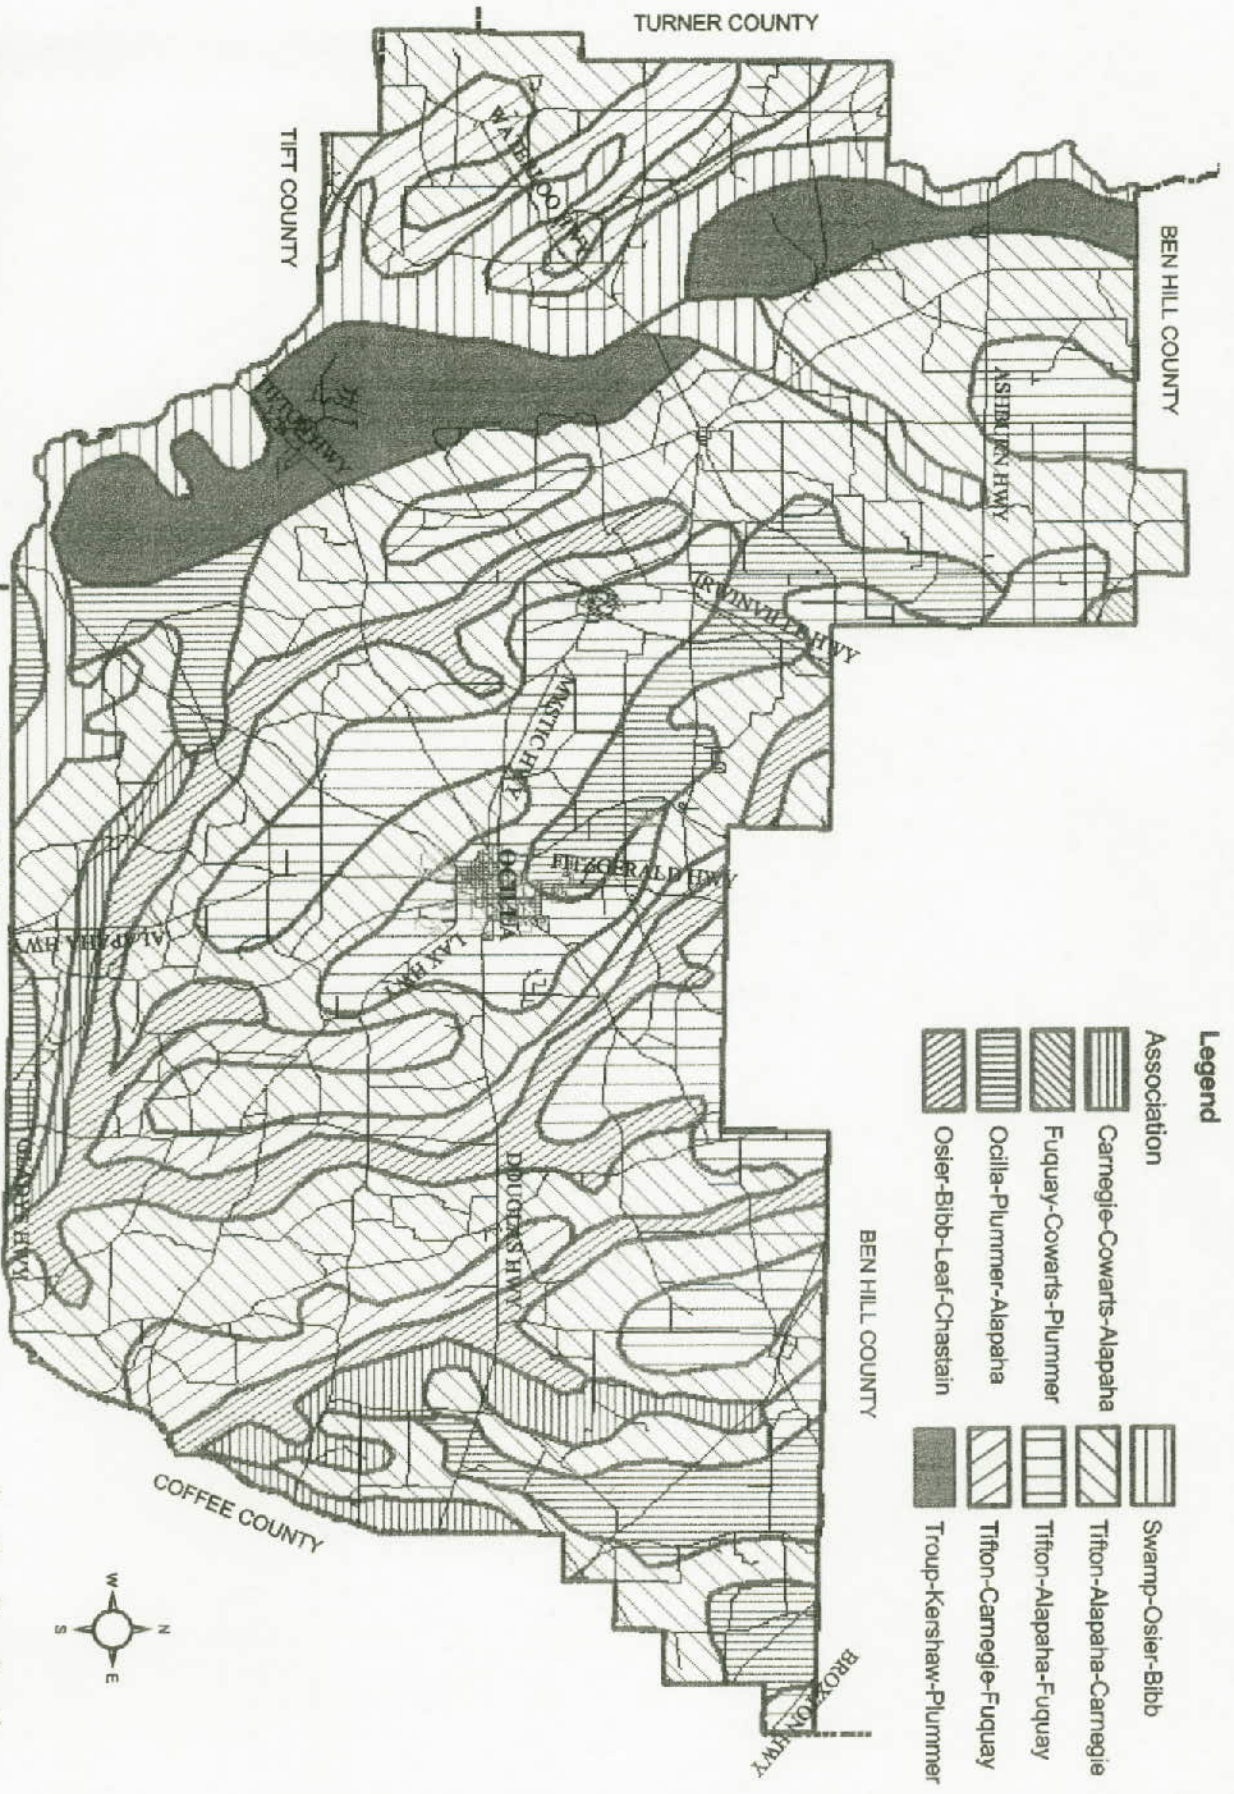 TURNER COUNTY
BEN HILL COUNTY
TIFT COUNTY
WATERLOO HWY
ASHBURN HWY
TIFTON HWY
IRWINVILLE HWY
MYSTIC HWY
OCILLA
FITZGERALD HWY
ALAPAHA HWY
LAX HWY
DOUGLAS HWY
BEN HILL COUNTY
COFFEE COUNTY
BROXTON HWY
Legend
Association
Carnegie-Cowarts-Alapaha
Fuquay-Cowarts-Plummer
Ocilla-Plummer-Alapaha
Osier-Bibb-Leaf-Chastain
Swamp-Osier-Bibb
Tifton-Alapaha-Carnegie
Tifton-Alapaha-Fuquay
Tifton-Carnegie-Fuquay
Troup-Kershaw-Plummer
N
W
E
S